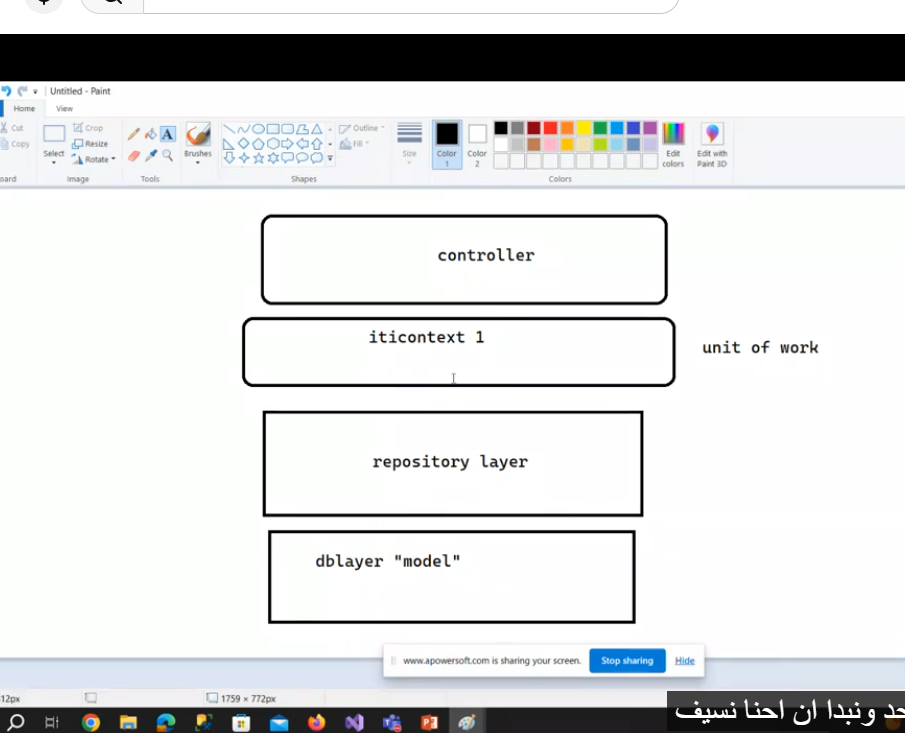 Untitled - Paint
Home
View
Cut
Copy
Select
Crop
Resize
Rotate
Image
A
Tools
Brushes
Shapes
Outline
Fill
Size
Color
1
Color
2
Edit
colors
Edit with
Paint 3D
Colors
controller
iticontext 1
unit of work
repository layer
dblayer "model"
www.apowersoft.com is sharing your screen.
Stop sharing
Hide
12px
1759 × 772px
ونبدا ان احنا نسيف